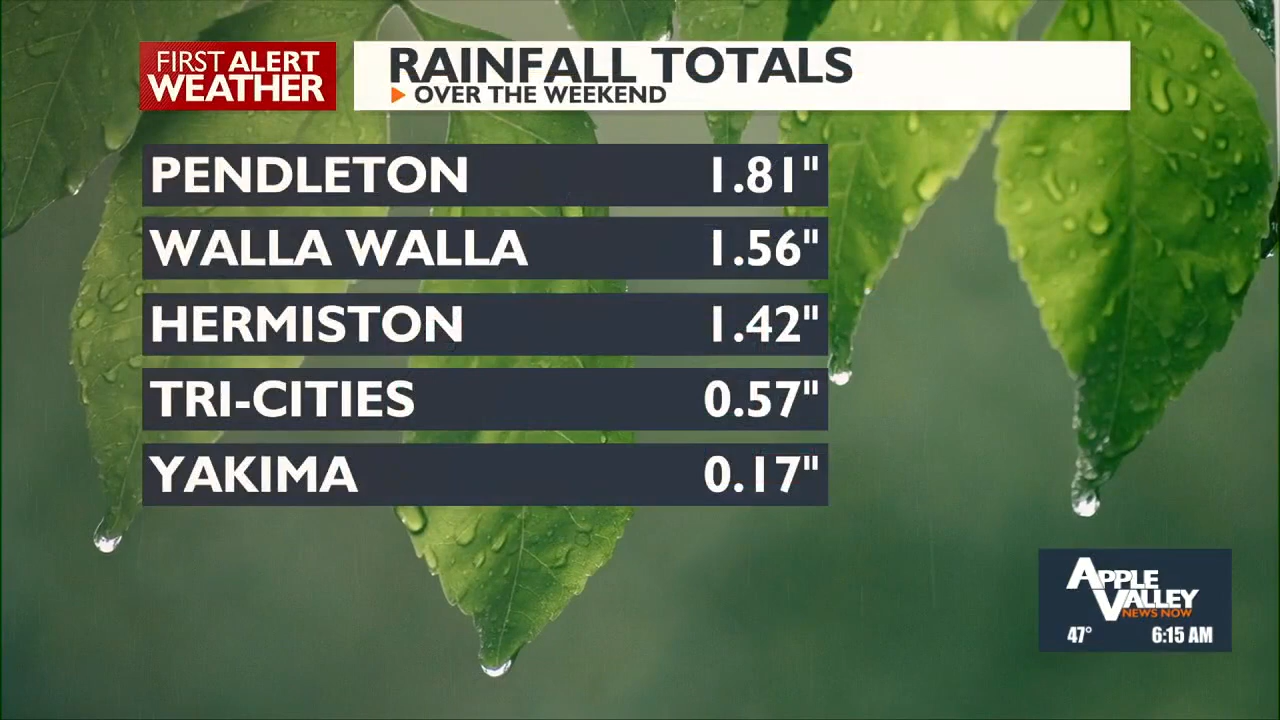 FIRST ALERT
WEATHER
RAINFALL TOTALS
OVER THE WEEKEND
PENDLETON 1.81"
WALLA WALLA 1.56"
HERMISTON 1.42"
TRI-CITIES 0.57"
YAKIMA 0.17"
APPLE
VALLEY
NEWS NOW
47° 6:15 AM